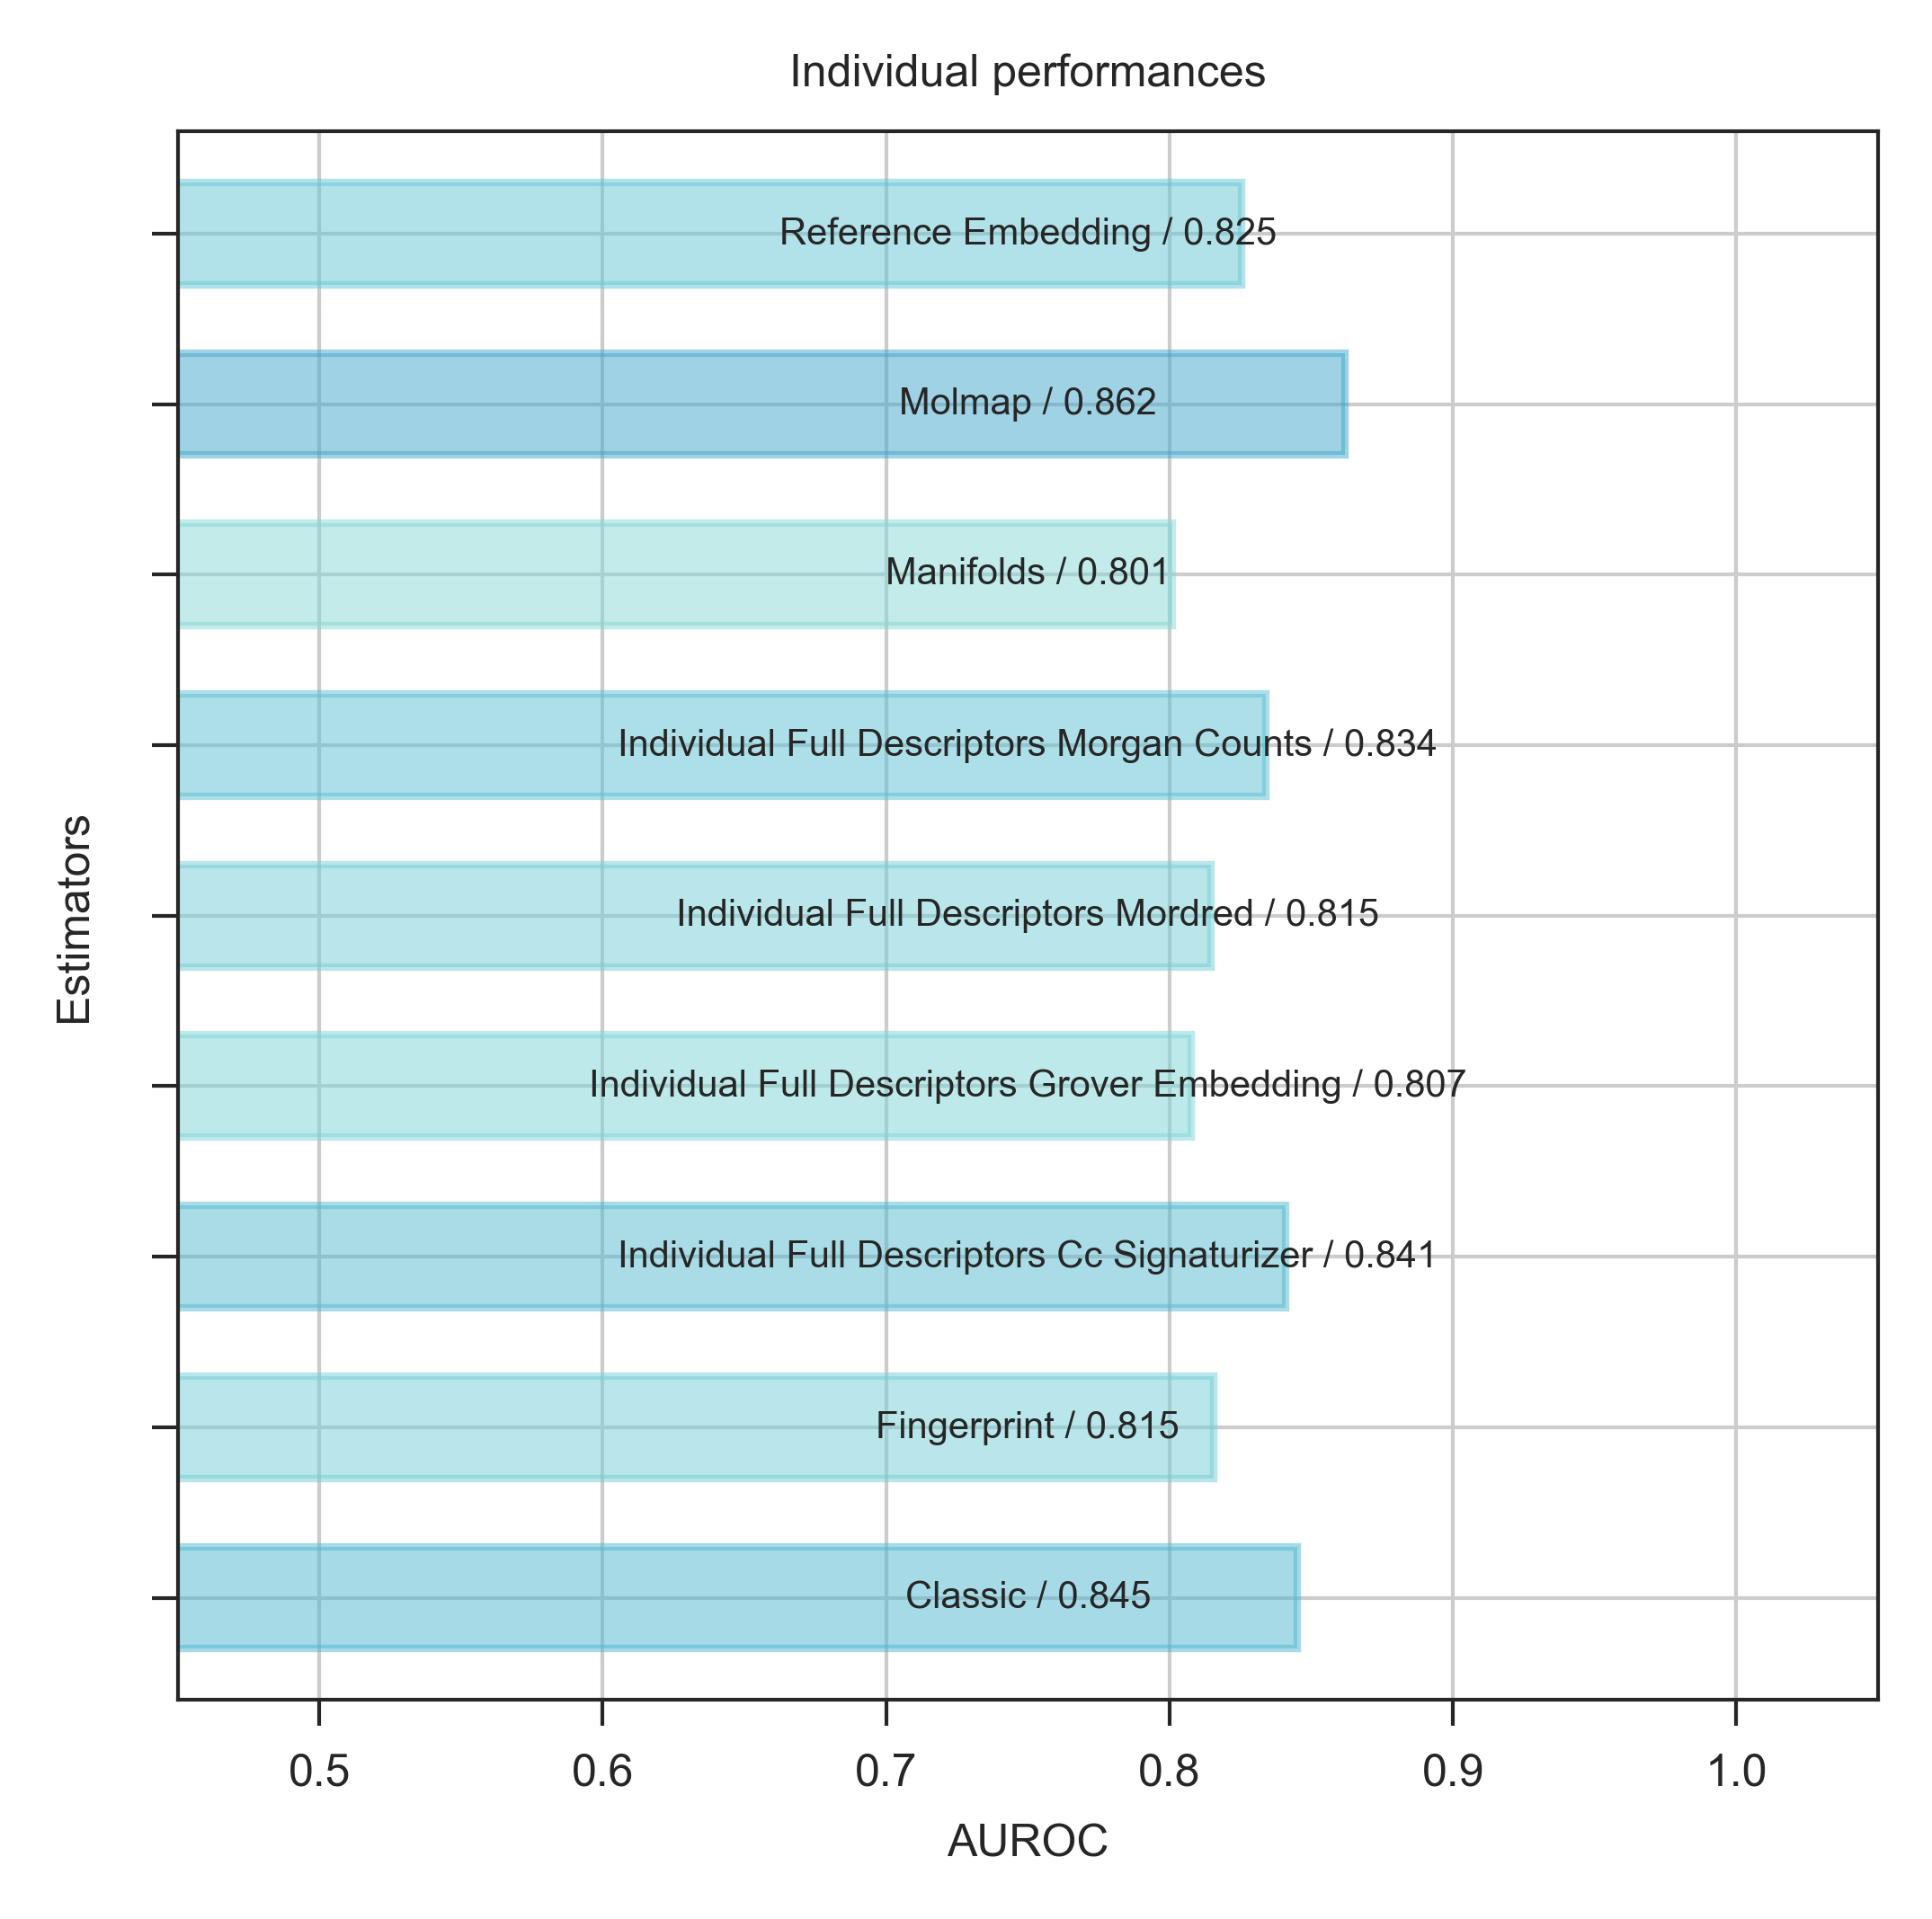 Individual performances
Reference Embedding / 0.825
Molmap / 0.862
Manifolds / 0.801
Individual Full Descriptors Morgan Counts / 0.834
Individual Full Descriptors Mordred / 0.815
Individual Full Descriptors Grover Embedding / 0.807
Individual Full Descriptors Cc Signaturizer / 0.841
Fingerprint / 0.815
Classic / 0.845
Estimators
0.5 0.6 0.7 0.8 0.9 1.0
AUROC